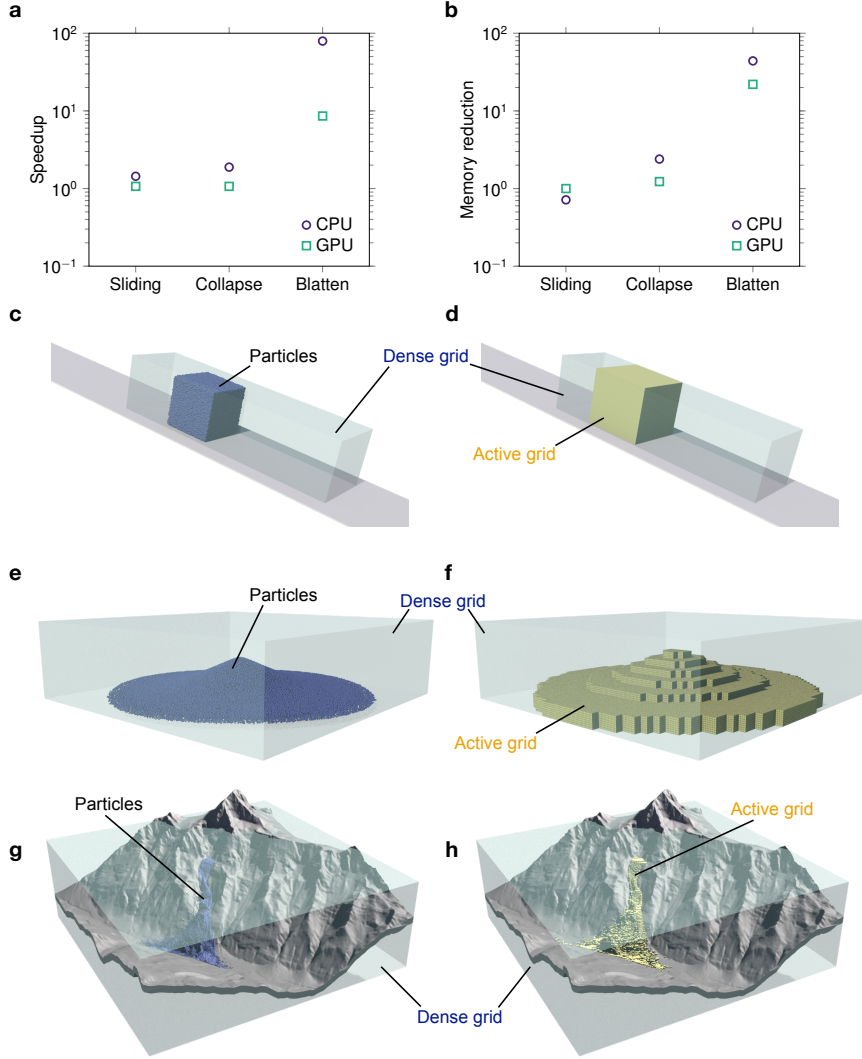 a
10²
10¹
10⁰
10⁻¹
Speedup
CPU
GPU
Sliding
Collapse
Blatten
b
10²
10¹
10⁰
10⁻¹
Memory reduction
CPU
GPU
Sliding
Collapse
Blatten
c
Particles
Dense grid
d
Active grid
e
Particles
Dense grid
f
Active grid
g
Particles
h
Active grid
Dense grid